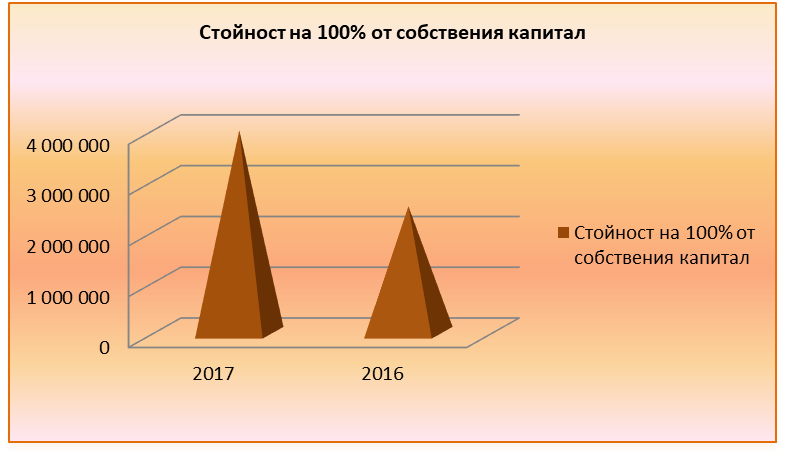 Стойност на 100% от собствения капитал
4 000 000
3 000 000
2 000 000
1 000 000
0
2017
2016
Стойност на 100% от
собствения капитал